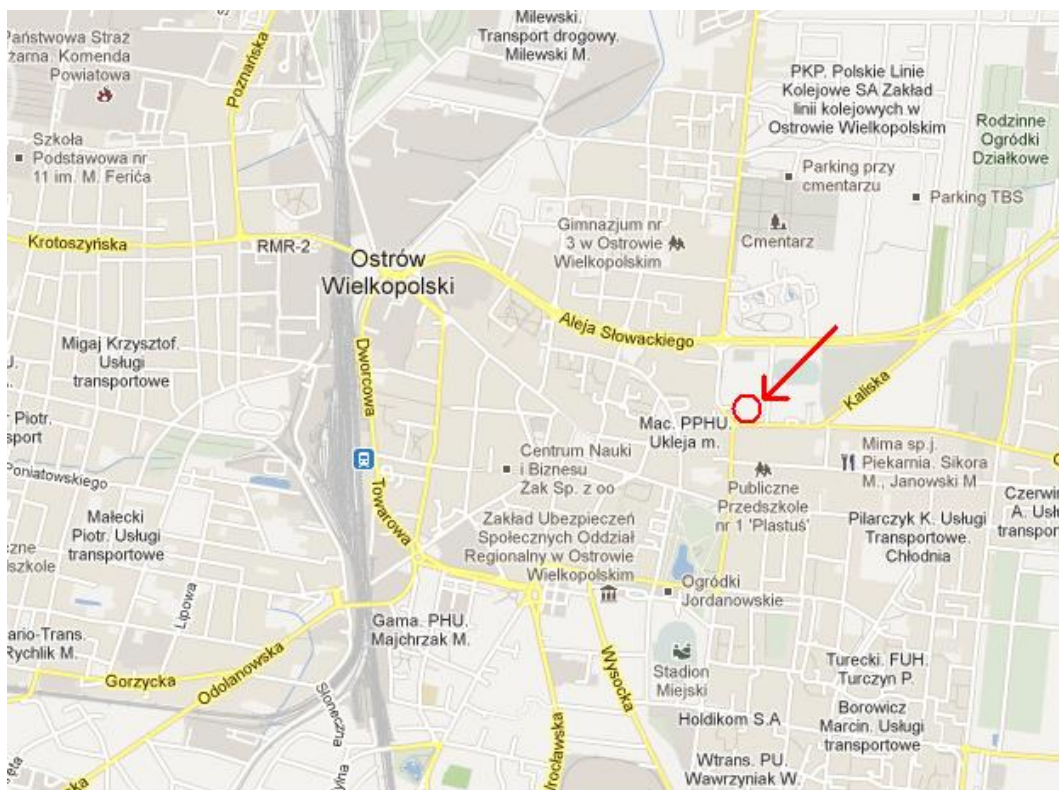 Państwowa Straż
żarna. Komenda
Powiatowa
Poznańska
Milewski.
Transport drogowy.
Milewski M.
PKP. Polskie Linie
Kolejowe SA Zakład
linii kolejowych w
Ostrowie Wielkopolskim
Rodzinne
Ogródki
Działkowe
Szkoła
Podstawowa nr
11 im. M. Ferića
Parking przy
cmentarzu
Parking TBS
Krotoszyńska
RMR-2
Gimnazjum nr
3 w Ostrowie
Wielkopolskim
Cmentarz
Ostrów
Wielkopolski
Aleja Słowackiego
Migaj Krzysztof.
Usługi
transportowe
Dworcowa
Kaliska
Piotr.
sport
Mac. PPHU.
Ukleja m.
Centrum Nauki
i Biznesu
Żak Sp. z oo
Mima sp.j.
Piekarnia. Sikora
M., Janowski M
Poniatowskiego
Towarowa
Publiczne
Przedszkole
nr 1 'Plastuś'
Małecki
Piotr. Usługi
transportowe
Zakład Ubezpieczeń
Społecznych Oddział
Regionalny w Ostrowie
Wielkopolskim
Pilarczyk K. Usługi
Transportowe.
Chłodnia
Czerwin
A. Usłu
transpor
czne
dszkole
Lipowa
Ogródki
Jordanowskie
Gama. PHU.
Majchrzak M.
ario-Trans.
Rychlik M.
Gorzycka
Odolanowska
Słoneczna
Wysocka
Stadion
Miejski
Turecki. FUH.
Turczyn P.
Holdikom S.A
Borowicz
Marcin. Usługi
transportowe
Wrocławska
Wtrans. PU.
Wawrzyniak W.